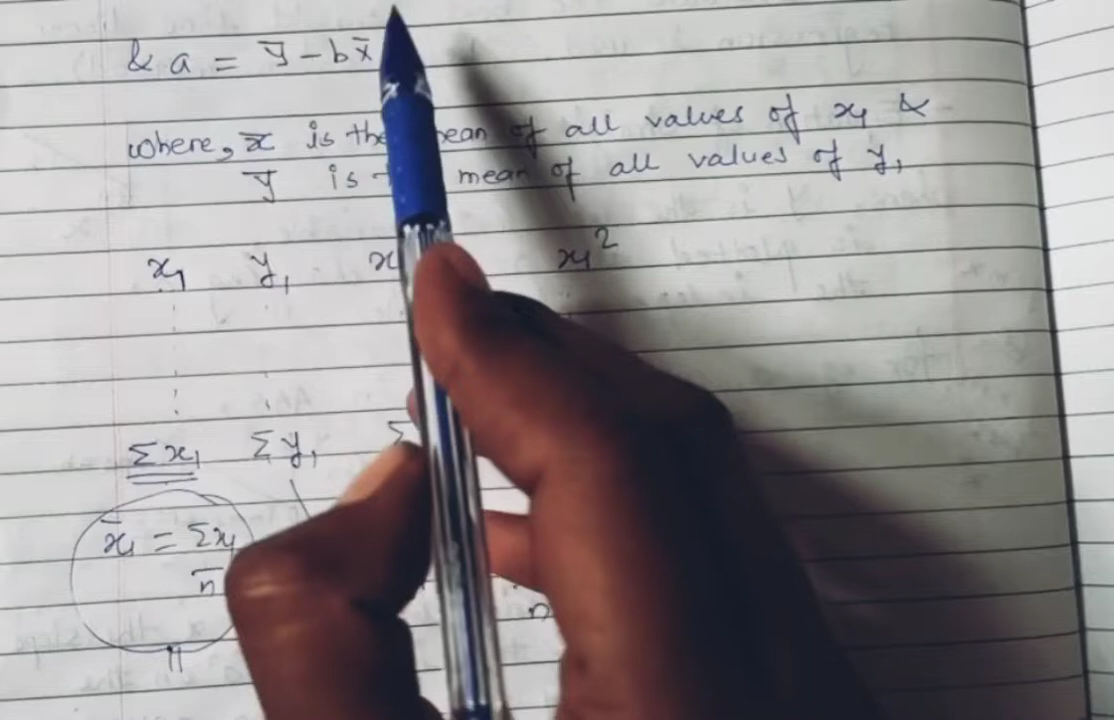 & a = y̅ - bx̅
where, x̅ is the mean of all values of x₁ &
y̅ is mean of all values of y₁
x₁ y₁ x x₁²
Σx₁ Σy₁ Σ
x̅₁ = Σx₁
n
n